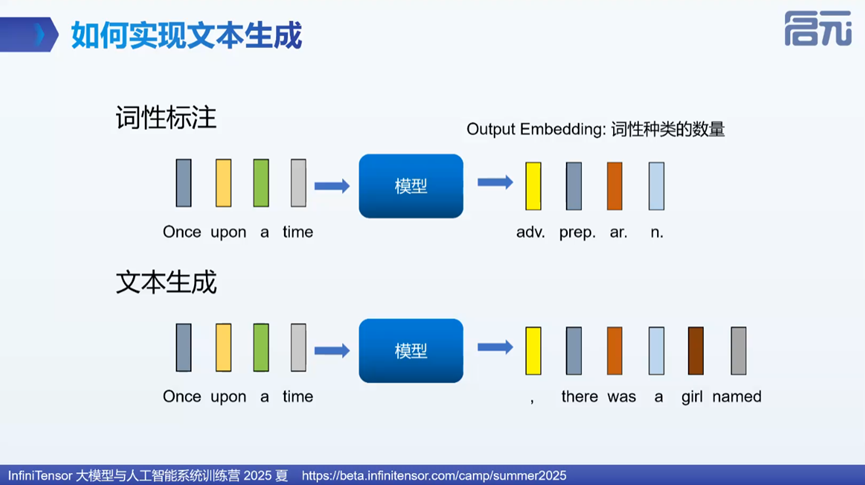 如何实现文本生成
启元
词性标注
Output Embedding: 词性种类的数量
模型
Once upon a time
adv. prep. ar. n.
文本生成
模型
Once upon a time
, there was a girl named
InfiniTensor 大模型与人工智能系统训练营 2025 夏 https://beta.infinitensor.com/camp/summer2025